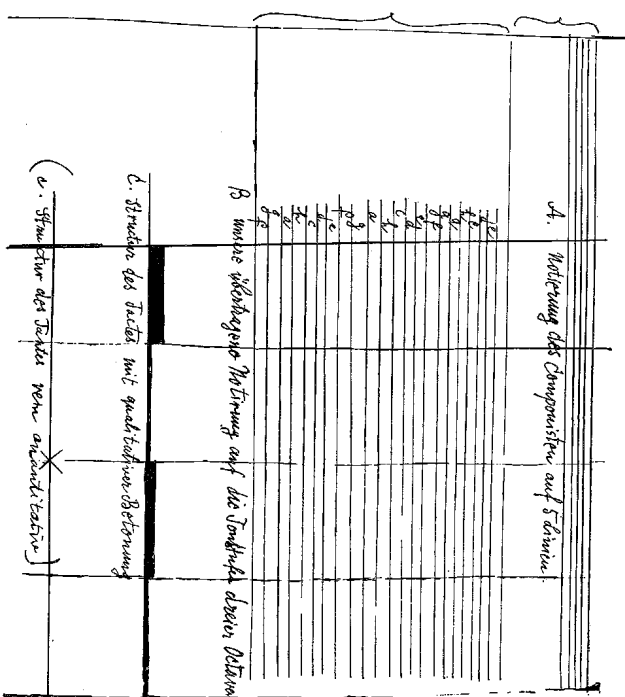 A. Notierung des Componisten auf 5 Linien.
B unsere übertragene Notirung auf die Tonstufen dreier Octaven
C. Structur des Tactes mit qualitativer Betonung
Structur des Tactes rein quantitativ)